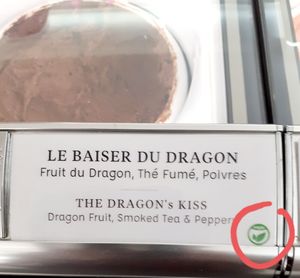 LE BAISER DU DRAGON
Fruit du Dragon, Thé Fumé, Poivres
THE DRAGON'S KISS
Dragon Fruit, Smoked Tea & Pepper